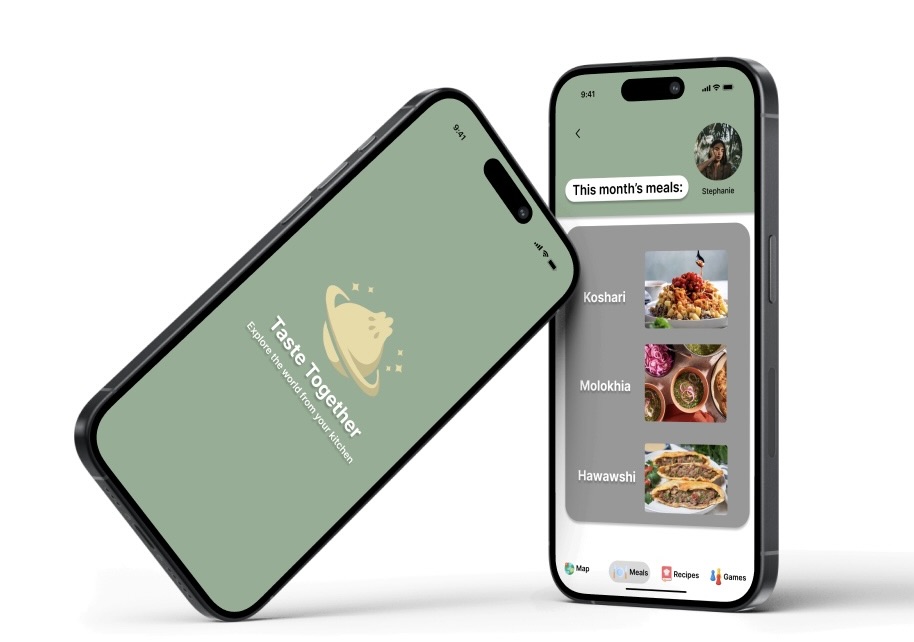 9:41
Taste Together
Explore the world from your kitchen
9:41
Stephanie
This month's meals:
Koshari
Molokhia
Hawawshi
Map
Meals
Recipes
Games